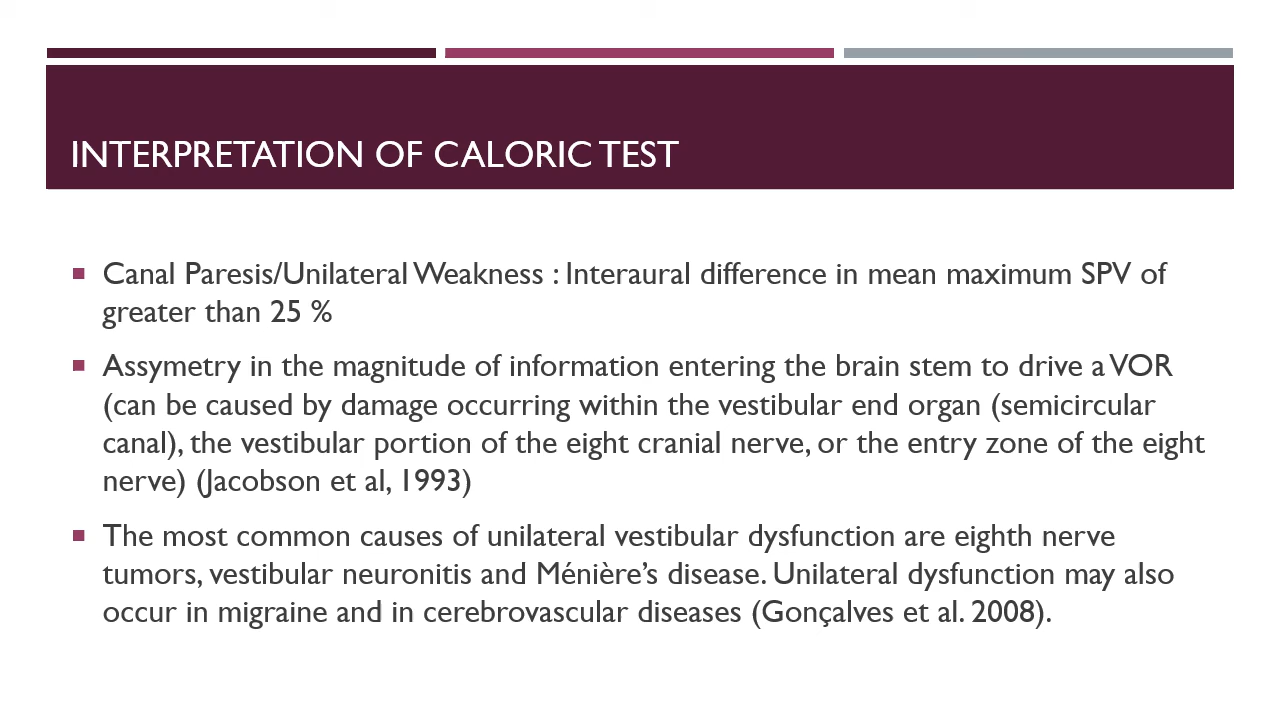 INTERPRETATION OF CALORIC TEST
Canal Paresis/Unilateral Weakness : Interaural difference in mean maximum SPV of
greater than 25 %
Assymetry in the magnitude of information entering the brain stem to drive a VOR
(can be caused by damage occurring within the vestibular end organ (semicircular
canal), the vestibular portion of the eight cranial nerve, or the entry zone of the eight
nerve) (Jacobson et al, 1993)
The most common causes of unilateral vestibular dysfunction are eighth nerve
tumors, vestibular neuronitis and Ménière’s disease. Unilateral dysfunction may also
occur in migraine and in cerebrovascular diseases (Gonçalves et al. 2008).